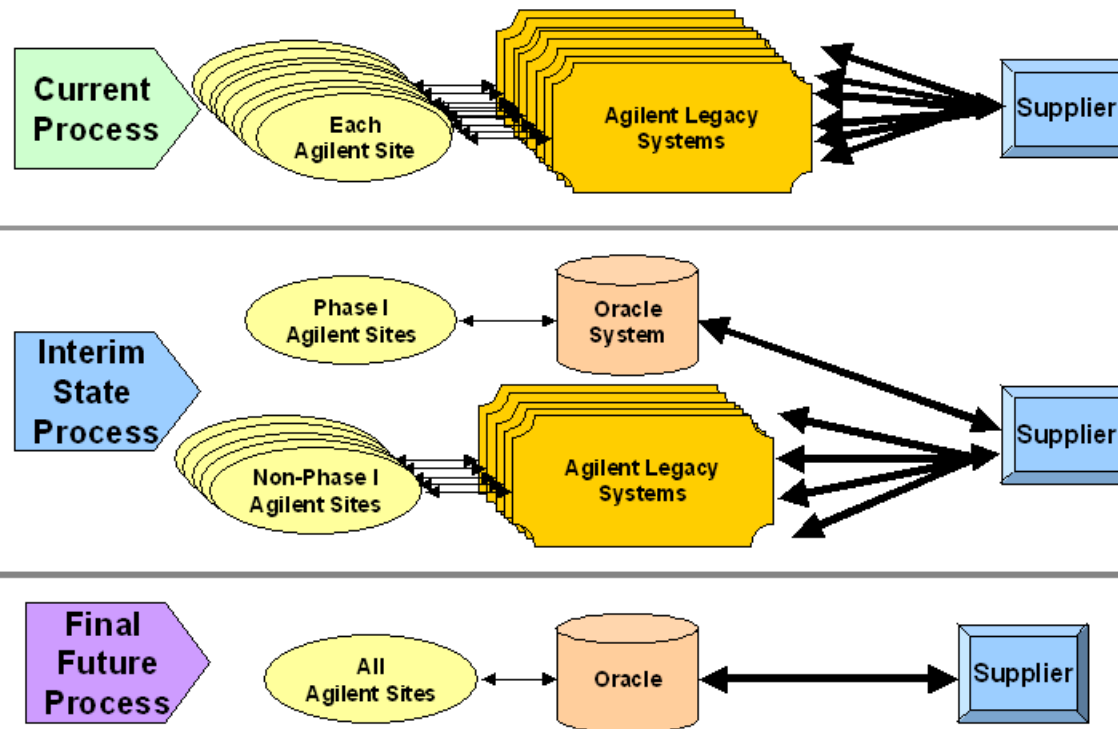 Current
Process
Each
Agilent Site
Agilent Legacy
Systems
Supplier
Interim
State
Process
Phase I
Agilent Sites
Oracle
System
Non-Phase I
Agilent Sites
Agilent Legacy
Systems
Supplier
Final
Future
Process
All
Agilent Sites
Oracle
Supplier